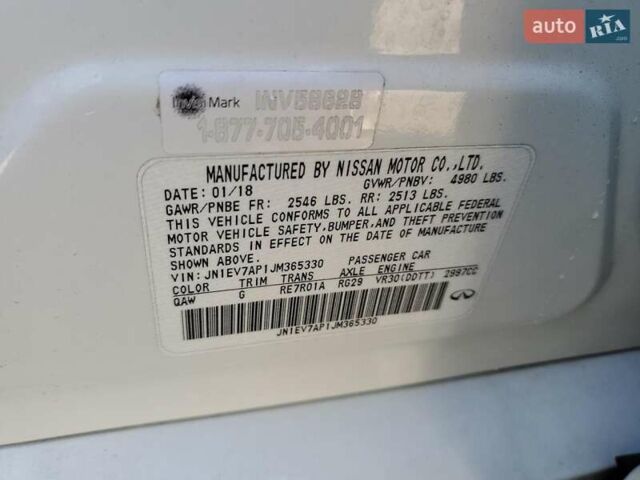 auto RIA.com
InvisiMark INV58628
1-877-705-4001
MANUFACTURED BY NISSAN MOTOR CO.,LTD.
DATE: 01/18 GVWR/PNBV: 4980 LBS.
GAWR/PNBE FR: 2546 LBS. RR: 2513 LBS.
THIS VEHICLE CONFORMS TO ALL APPLICABLE FEDERAL
MOTOR VEHICLE SAFETY,BUMPER,AND THEFT PREVENTION
STANDARDS IN EFFECT ON THE DATE OF MANUFACTURE
SHOWN ABOVE.
VIN: JN1EV7AP1JM365330 PASSENGER CAR
COLOR TRIM TRANS AXLE ENGINE
QAW G RE7R01A RG29 VR30(DDTT) 2997CC
JN1EV7AP1JM365330